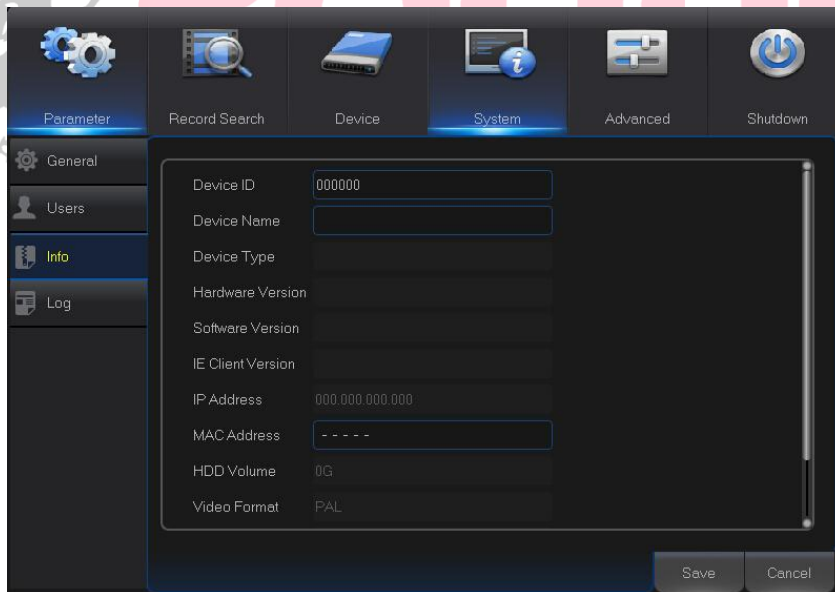 Parameter
Record Search
Device
System
Advanced
Shutdown
General
Users
Info
Log
Device ID 000000
Device Name
Device Type
Hardware Version
Software Version
IE Client Version
IP Address 000.000.000.000
MAC Address - - - - -
HDD Volume 0G
Video Format PAL
Save
Cancel